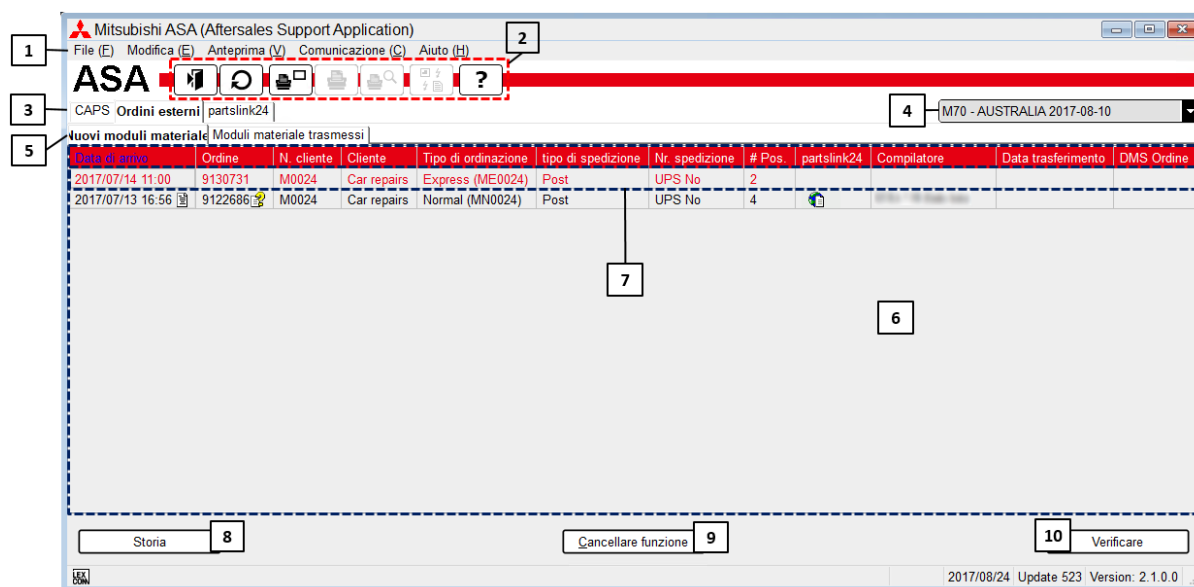 Mitsubishi ASA (Aftersales Support Application)
1 File (F) Modifica (E) Anteprima (V) Comunicazione (C) Aiuto (H) 2
ASA ?
3 CAPS Ordini esterni partslink24 4 M70 - AUSTRALIA 2017-08-10
5 Nuovi moduli materiale Moduli materiale trasmessi
Data di arrivo Ordine N. cliente Cliente Tipo di ordinazione tipo di spedizione Nr. spedizione # Pos. partslink24 Compilatore Data trasferimento DMS Ordine
2017/07/14 11:00 9130731 M0024 Car repairs Express (ME0024) Post UPS No 2
2017/07/13 16:56 9122686 M0024 Car repairs Normal (MN0024) Post UPS No 4
7
6
Storia 8 Cancellare funzione 9 10 Verificare
LEX COM 2017/08/24 Update 523 Version: 2.1.0.0